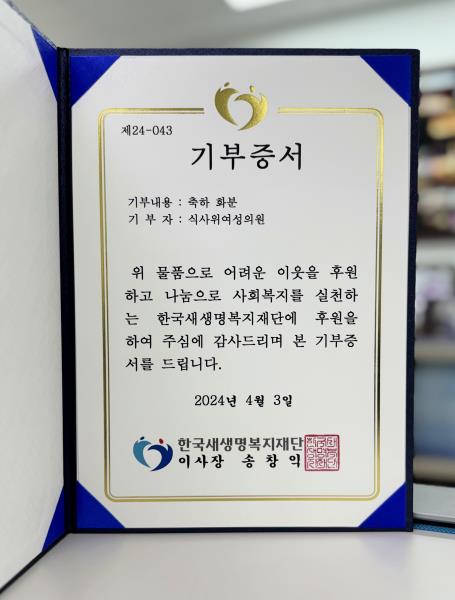 제24-043
기부증서
기부내용 : 축하 화분
기 부 자 : 식사위여성의원
위 물품으로 어려운 이웃을 후원
하고 나눔으로 사회복지를 실천하
는 한국새생명복지재단에 후원을
하여 주심에 감사드리며 본 기부증
서를 드립니다.
2024년 4월 3일
한국새생명복지재단
이사장 송 창 익